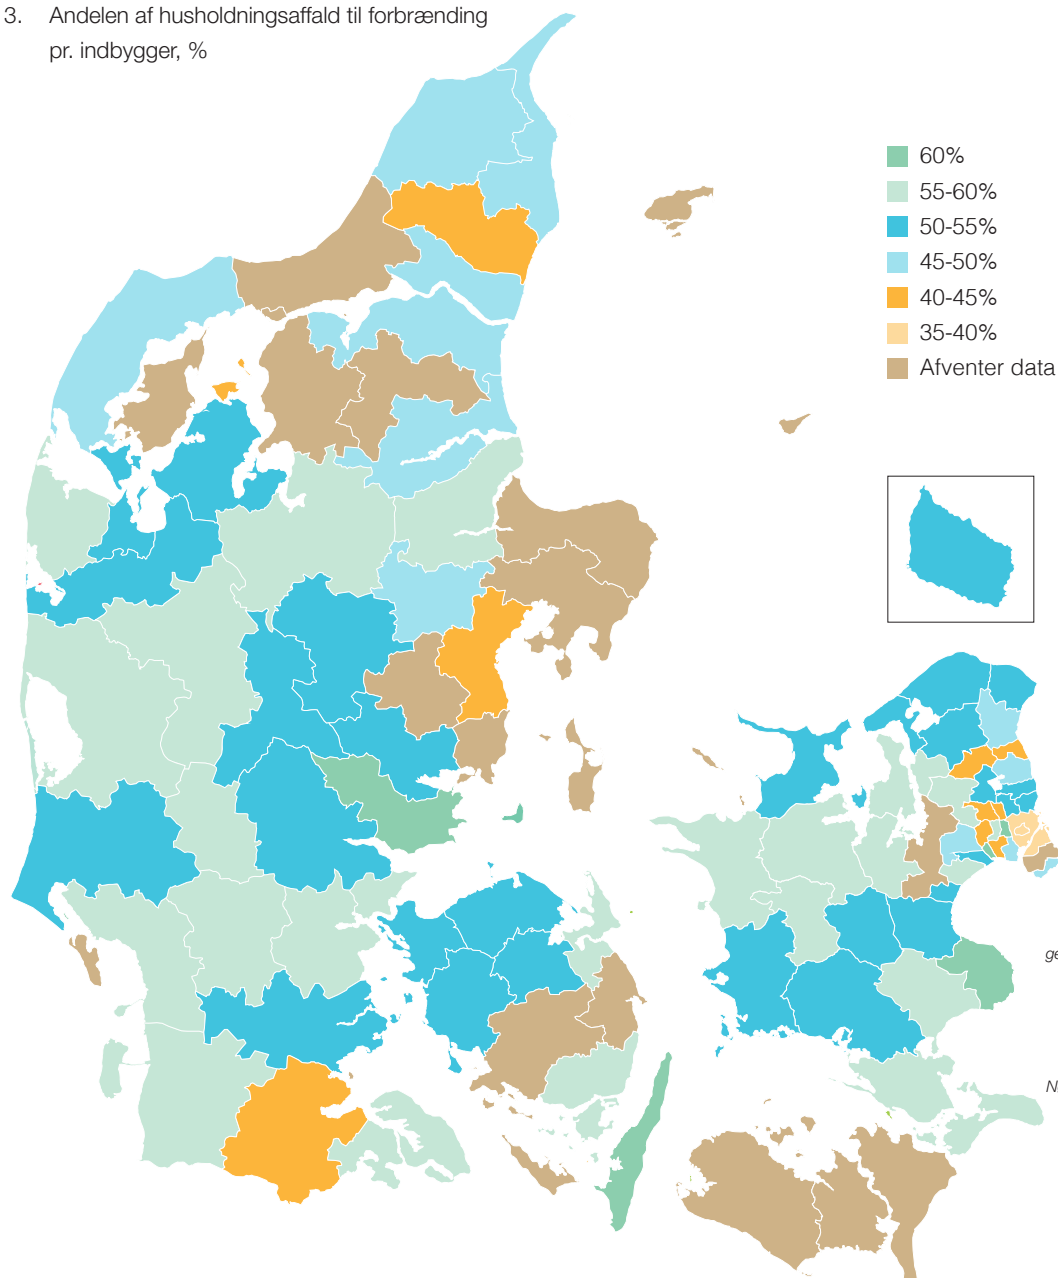 3. Andelen af husholdningsaffald til forbrænding
pr. indbygger, %
60%
55-60%
50-55%
45-50%
40-45%
35-40%
Afventer data
ge
N